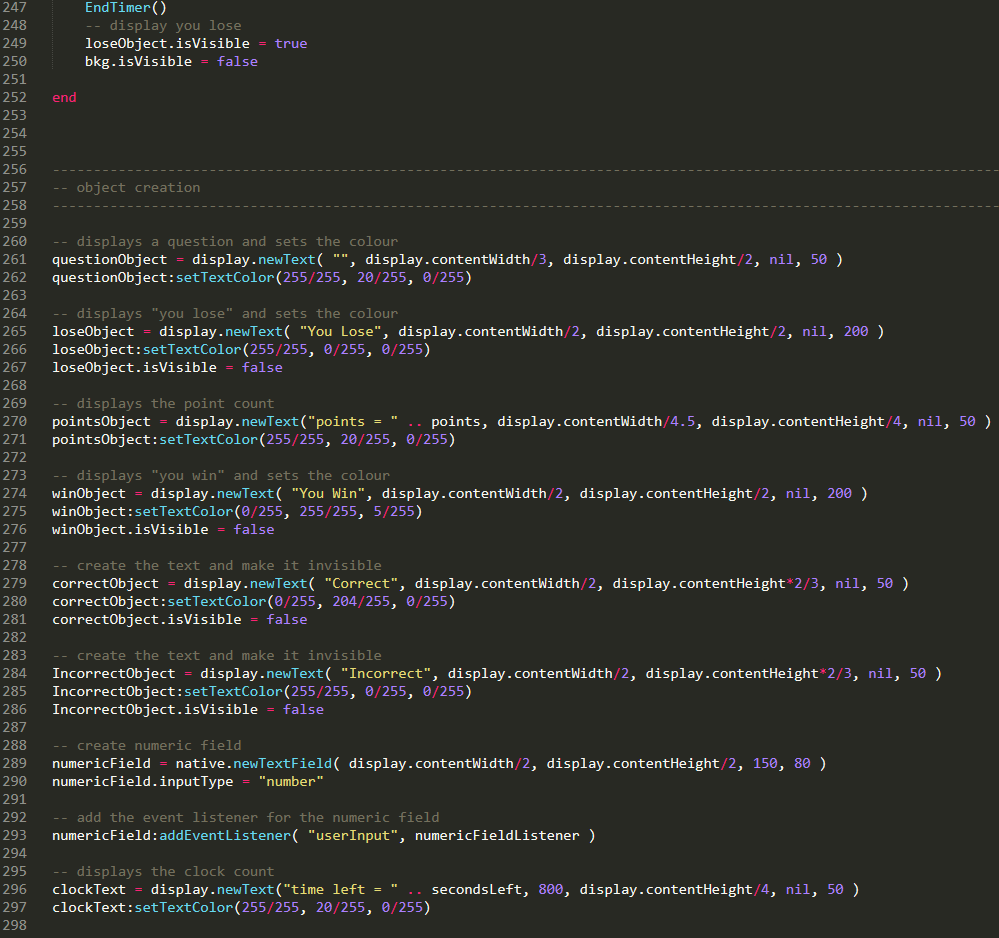 247 EndTimer()
248 -- display you lose
249 loseObject.isVisible = true
250 bkg.isVisible = false
251
252 end
253
254
255
256 --------------------------------------------------------------------------------------------------------------------
257 -- object creation
258 --------------------------------------------------------------------------------------------------------------------
259
260 -- displays a question and sets the colour
261 questionObject = display.newText( "", display.contentWidth/3, display.contentHeight/2, nil, 50 )
262 questionObject:setTextColor(255/255, 20/255, 0/255)
263
264 -- displays "you lose" and sets the colour
265 loseObject = display.newText( "You Lose", display.contentWidth/2, display.contentHeight/2, nil, 200 )
266 loseObject:setTextColor(255/255, 0/255, 0/255)
267 loseObject.isVisible = false
268
269 -- displays the point count
270 pointsObject = display.newText("points = " .. points, display.contentWidth/4.5, display.contentHeight/4, nil, 50 )
271 pointsObject:setTextColor(255/255, 20/255, 0/255)
272
273 -- displays "you win" and sets the colour
274 winObject = display.newText( "You Win", display.contentWidth/2, display.contentHeight/2, nil, 200 )
275 winObject:setTextColor(0/255, 255/255, 5/255)
276 winObject.isVisible = false
277
278 -- create the text and make it invisible
279 correctObject = display.newText( "Correct", display.contentWidth/2, display.contentHeight*2/3, nil, 50 )
280 correctObject:setTextColor(0/255, 204/255, 0/255)
281 correctObject.isVisible = false
282
283 -- create the text and make it invisible
284 IncorrectObject = display.newText( "Incorrect", display.contentWidth/2, display.contentHeight*2/3, nil, 50 )
285 IncorrectObject:setTextColor(255/255, 0/255, 0/255)
286 IncorrectObject.isVisible = false
287
288 -- create numeric field
289 numericField = native.newTextField( display.contentWidth/2, display.contentHeight/2, 150, 80 )
290 numericField.inputType = "number"
291
292 -- add the event listener for the numeric field
293 numericField:addEventListener( "userInput", numericFieldListener )
294
295 -- displays the clock count
296 clockText = display.newText("time left = " .. secondsLeft, 800, display.contentHeight/4, nil, 50 )
297 clockText:setTextColor(255/255, 20/255, 0/255)
298